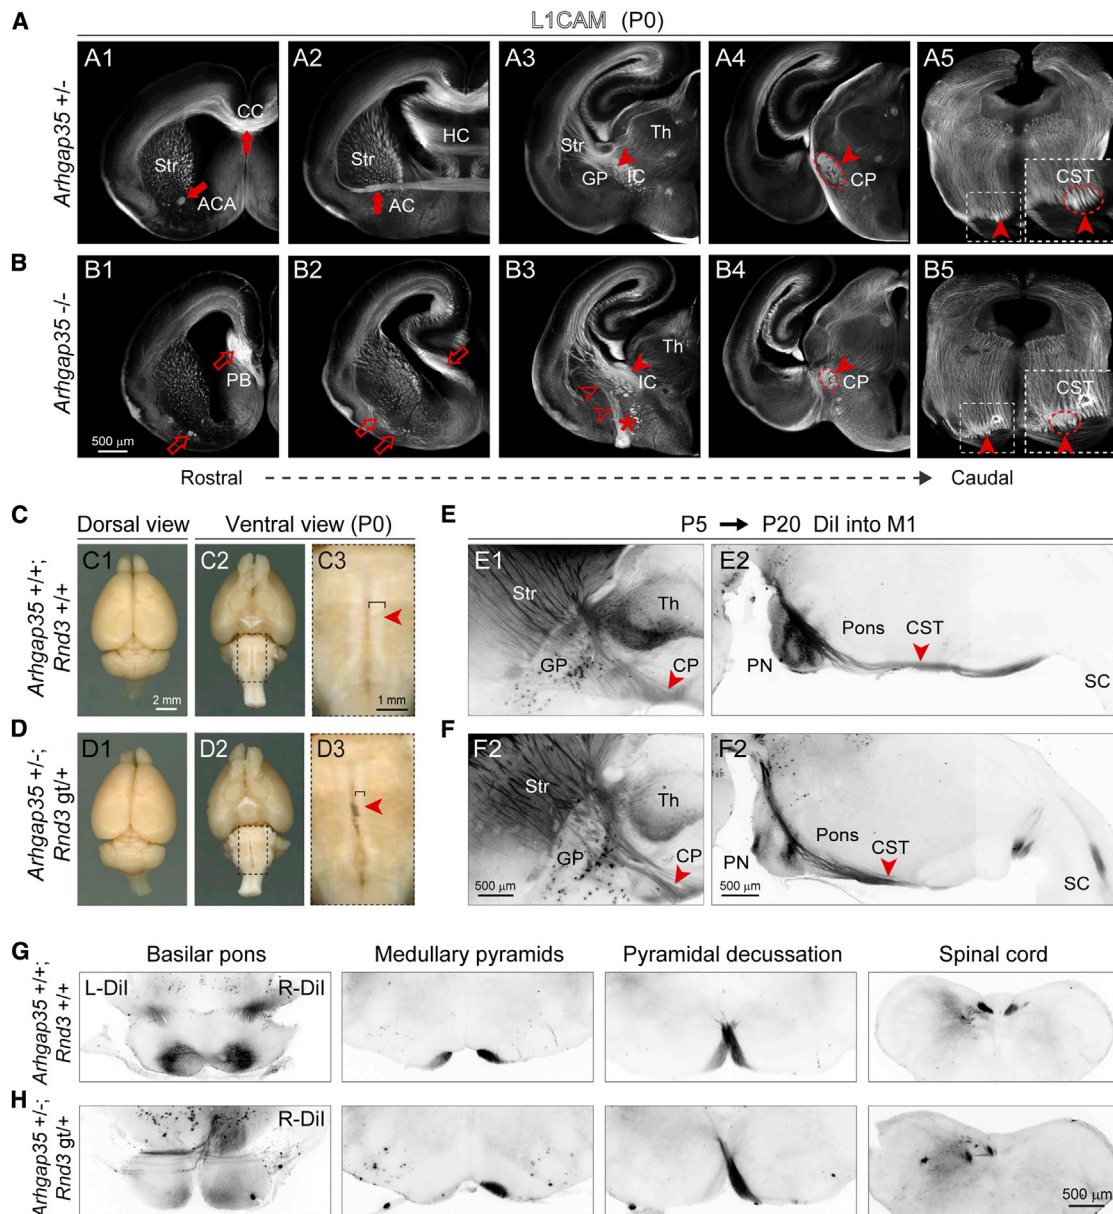 A
L1CAM (P0)
Arhgap35 +/-
A1
CC
Str
ACA
A2
HC
Str
AC
A3
Str
Th
GP
IC
A4
CP
A5
CST
B
Arhgap35 -/-
B1
PB
500 µm
B2
B3
Th
IC
*
B4
CP
B5
CST
Rostral
Caudal
C
Dorsal view
Ventral view (P0)
Arhgap35 +/+;
Rnd3 +/+
C1
2 mm
C2
C3
1 mm
D
Arhgap35 +/-;
Rnd3 gt/+
D1
D2
D3
E
P5 → P20 DiI into M1
E1
Str
Th
GP
CP
E2
Pons
CST
PN
SC
F
F2
Str
Th
GP
CP
500 µm
F2
Pons
CST
PN
SC
500 µm
G
Basilar pons
Medullary pyramids
Pyramidal decussation
Spinal cord
Arhgap35 +/+;
Rnd3 +/+
L-DiI
R-DiI
H
Arhgap35 +/-;
Rnd3 gt/+
R-DiI
500 µm